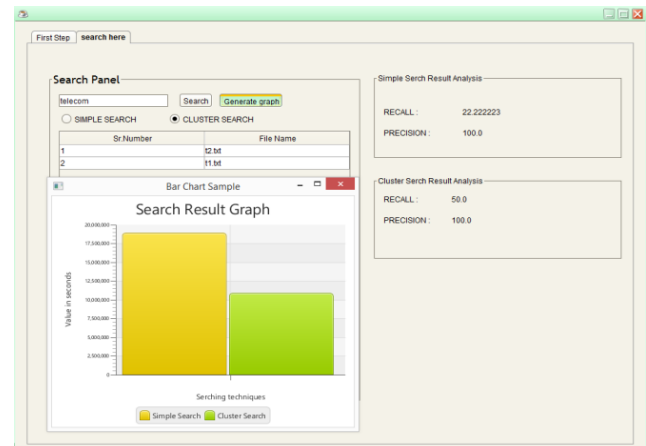 First Step search here
Search Panel
telecom Search Generate graph
SIMPLE SEARCH CLUSTER SEARCH
Sr.Number File Name
1 t2.txt
2 t1.txt
Bar Chart Sample
Search Result Graph
Value in seconds
20,000,000
17,500,000
15,000,000
12,500,000
10,000,000
7,500,000
5,000,000
2,500,000
0
Serching techniques
Simple Search Cluster Search
Simple Serch Result Analysis
RECALL : 22.222223
PRECISION : 100.0
Cluster Serch Result Analysis
RECALL : 50.0
PRECISION : 100.0